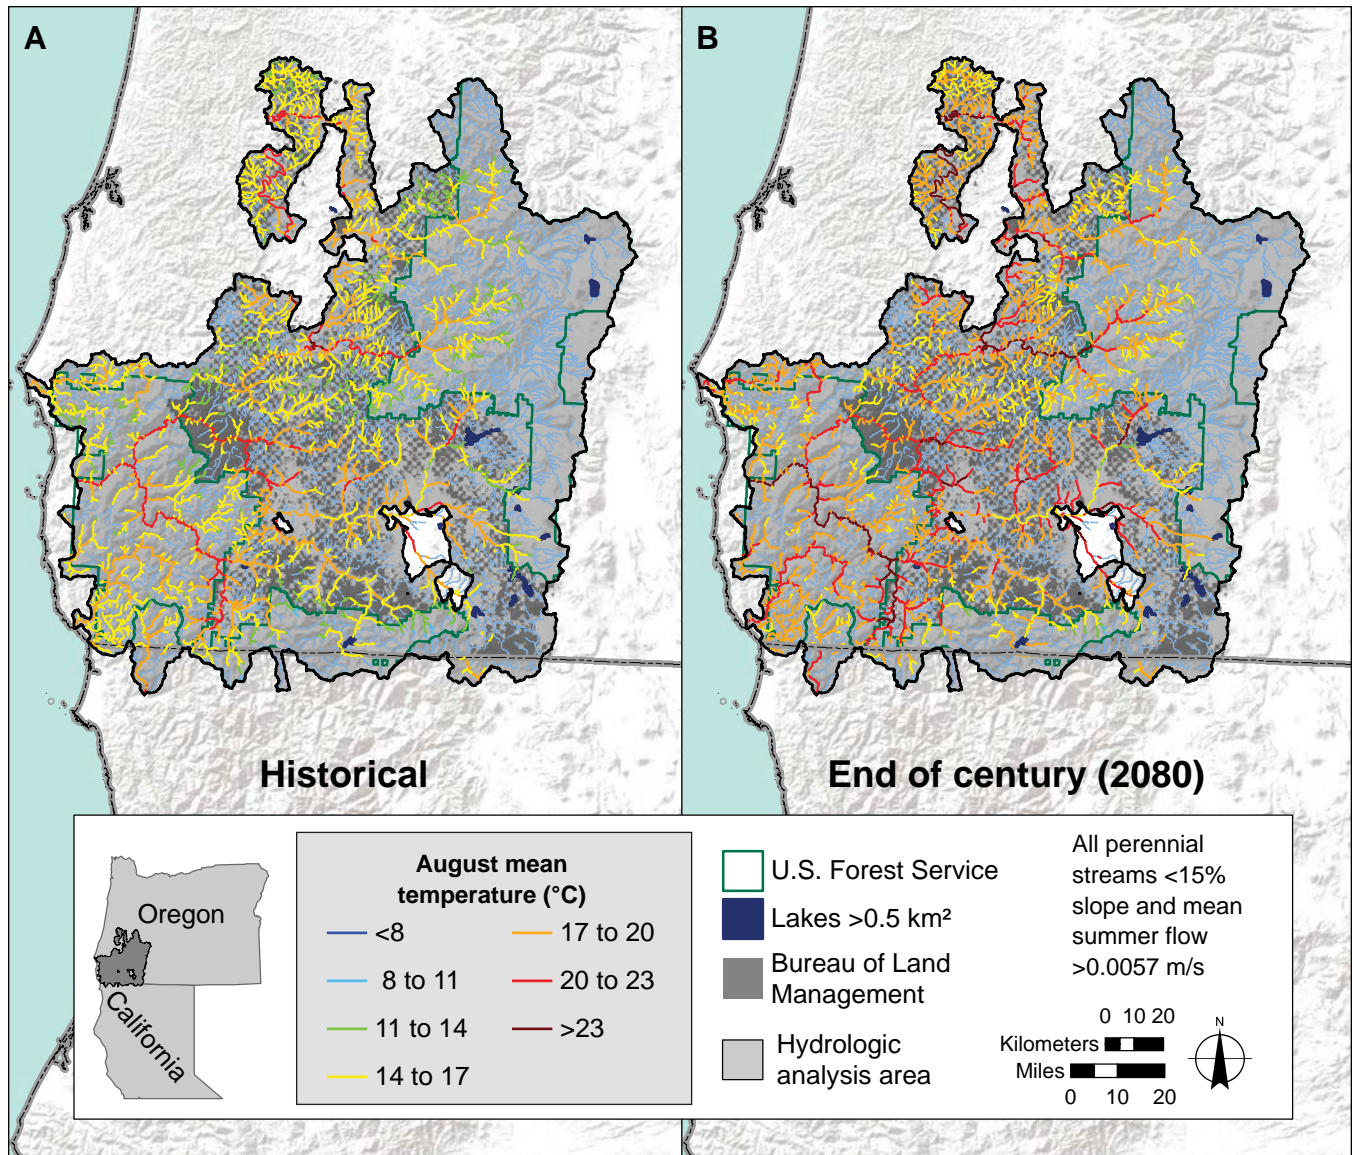 A
B
Historical
End of century (2080)
Oregon
California
August mean
temperature (°C)
<8
8 to 11
11 to 14
14 to 17
17 to 20
20 to 23
>23
U.S. Forest Service
Lakes >0.5 km²
Bureau of Land
Management
Hydrologic
analysis area
All perennial
streams <15%
slope and mean
summer flow
>0.0057 m/s
0 10 20
Kilometers
Miles
0 10 20
N